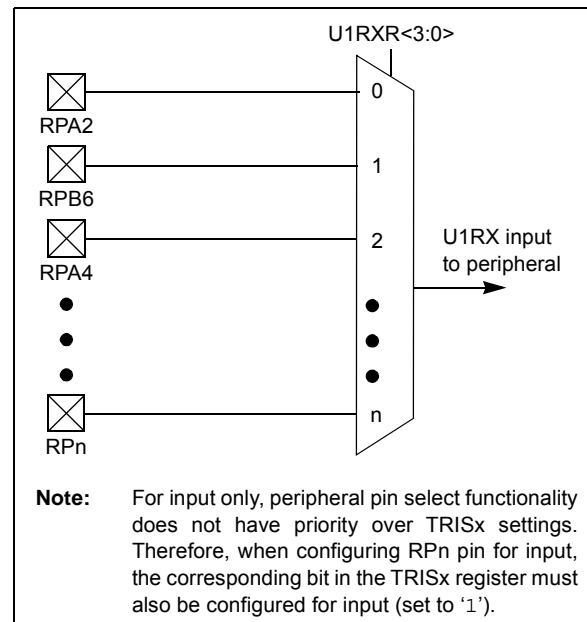 U1RXR<3:0>
RPA2
0
RPB6
1
RPA4
2
U1RX input
to peripheral
RPn
n
Note: For input only, peripheral pin select functionality
does not have priority over TRISx settings.
Therefore, when configuring RPn pin for input,
the corresponding bit in the TRISx register must
also be configured for input (set to ‘1’).